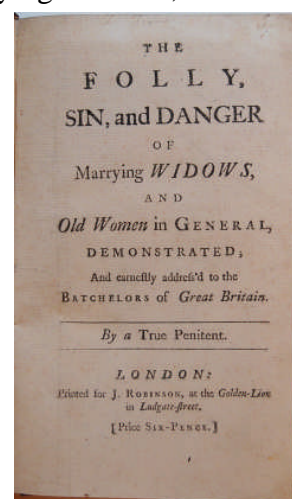 THE
FOLLY,
SIN, and DANGER
OF
Marrying WIDOWS,
AND
Old Women in GENERAL,
DEMONSTRATED;
And earneſtly addreſs'd to the
BATCHELORS of Great Britain.
By a True Penitent.
LONDON:
Printed for J. ROBINSON, at the Golden-Lion
in Ludgate-ſtreet.
[Price SIX-PENCE.]